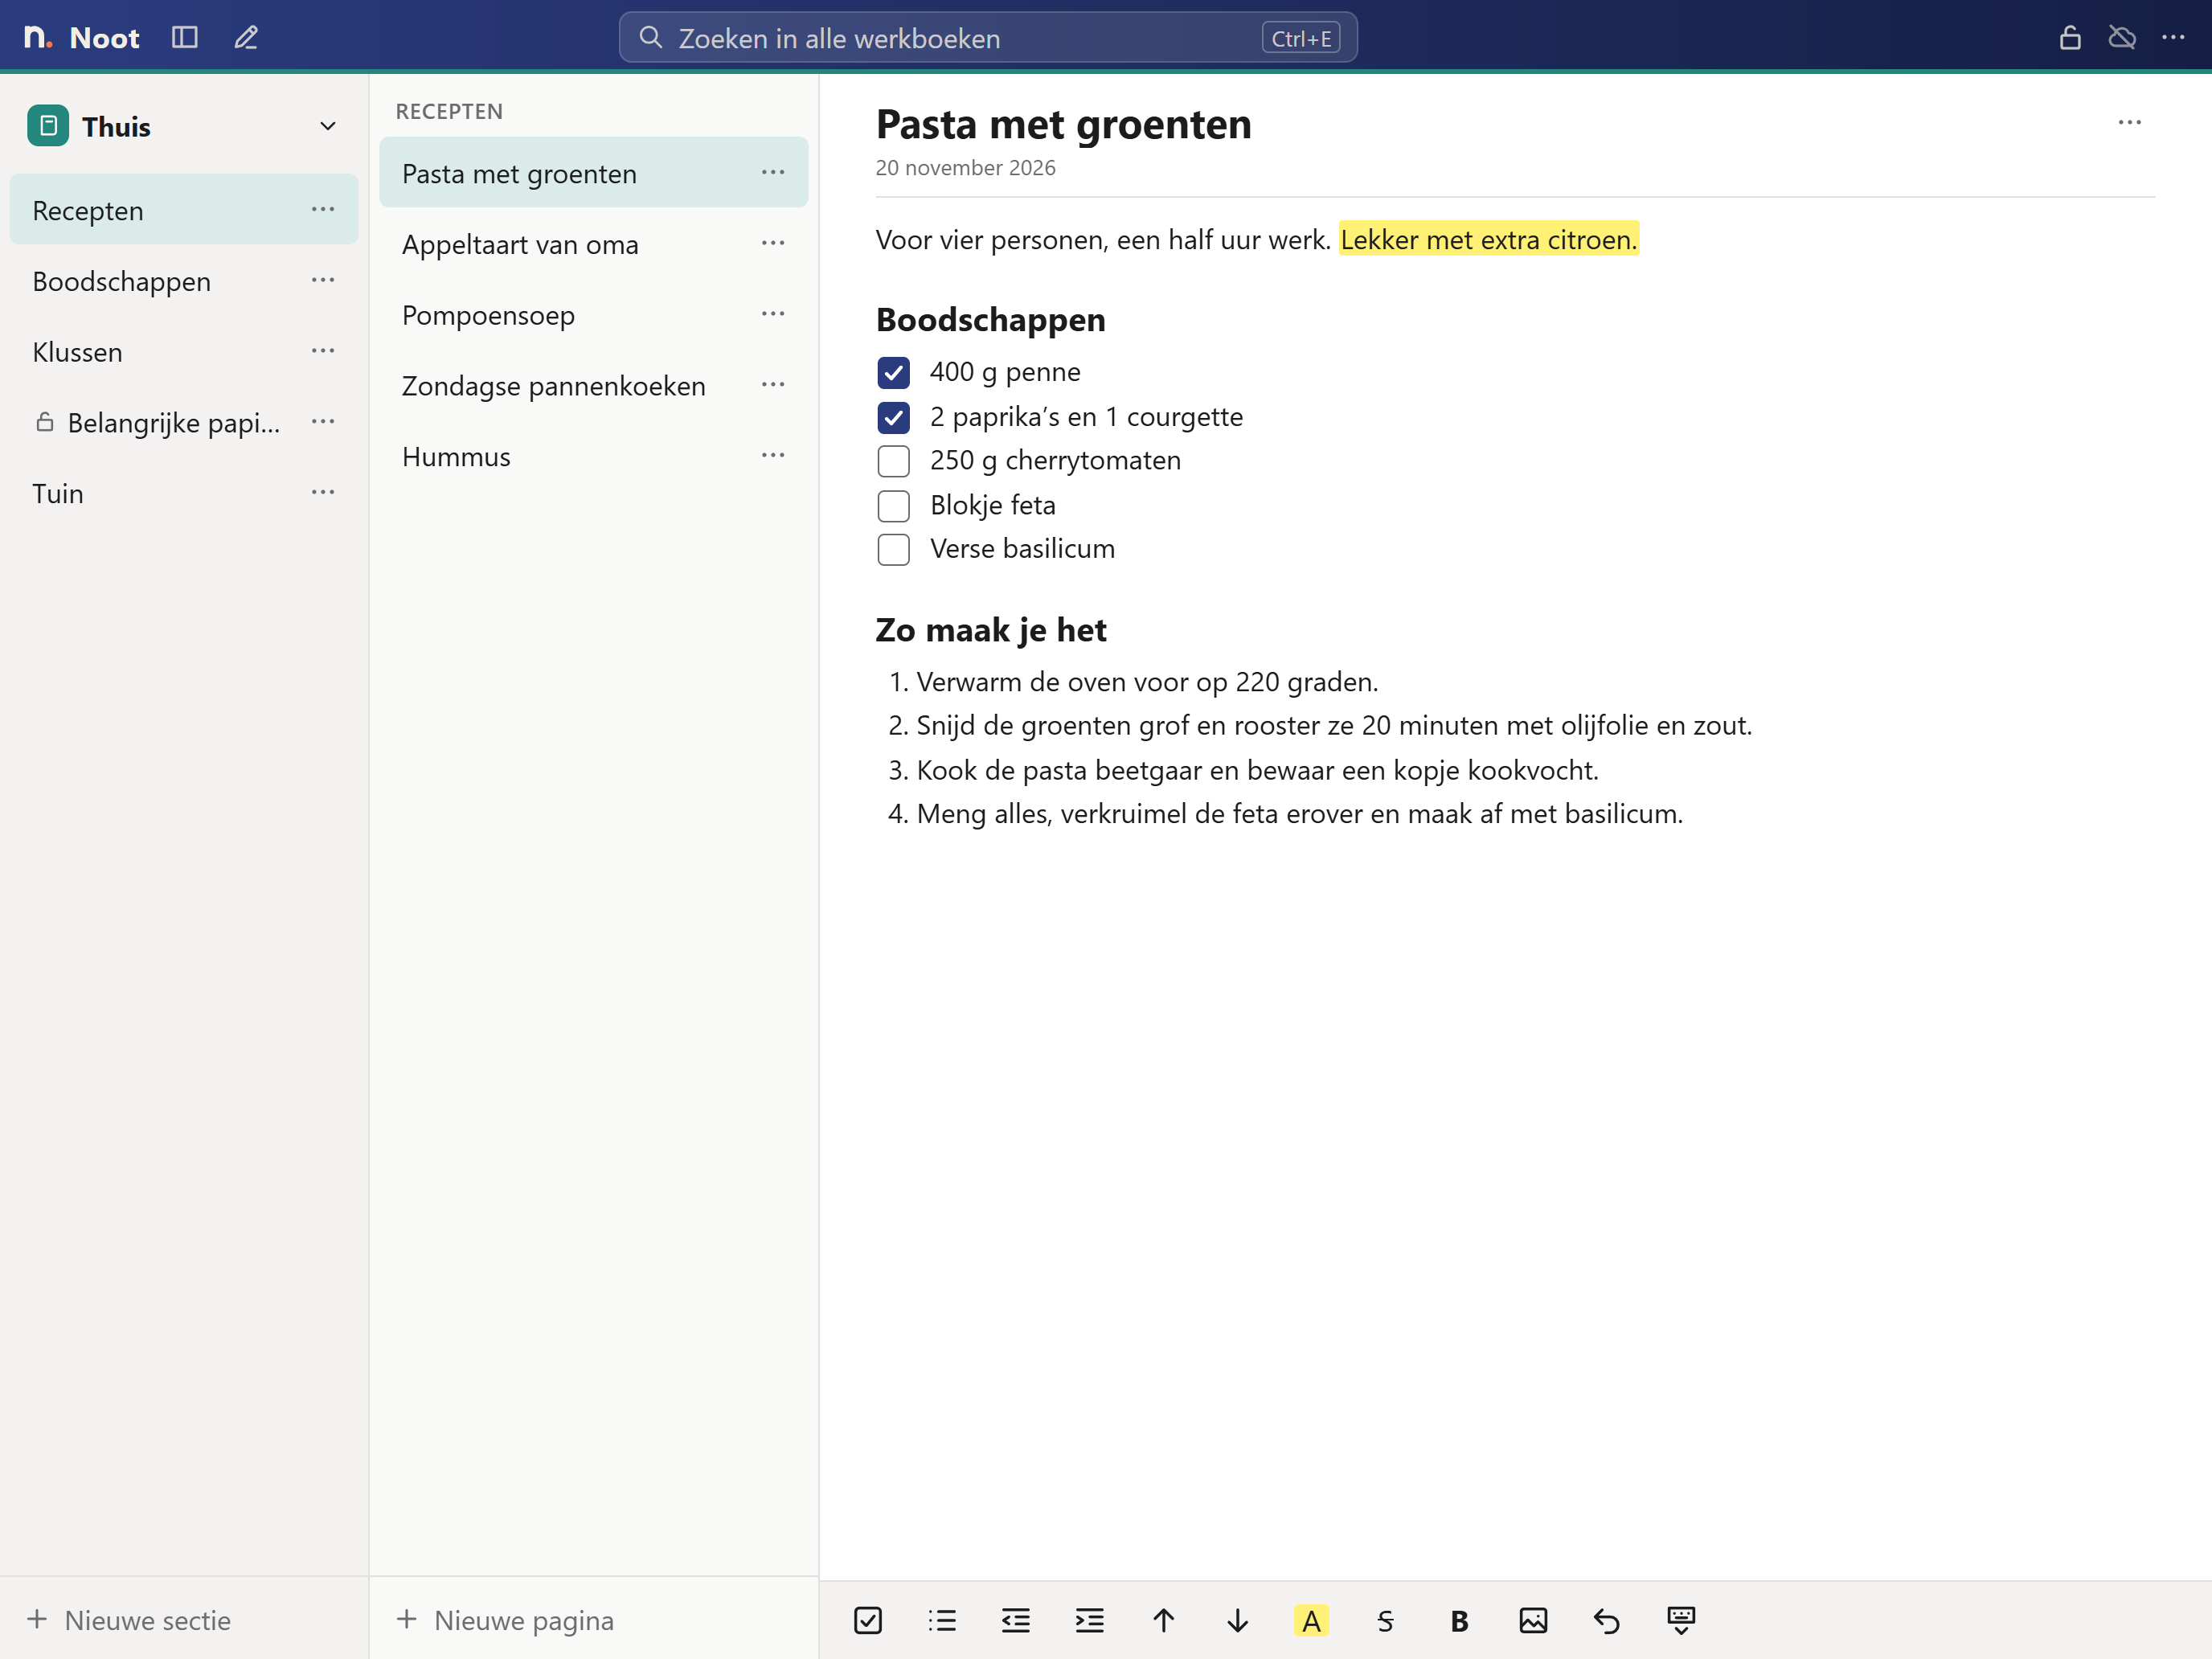 n. Noot
Zoeken in alle werkboeken
Ctrl+E
Thuis
Recepten
Boodschappen
Klussen
Belangrijke papi...
Tuin
Nieuwe sectie
RECEPTEN
Pasta met groenten
Appeltaart van oma
Pompoensoep
Zondagse pannenkoeken
Hummus
Nieuwe pagina
Pasta met groenten
20 november 2026
Voor vier personen, een half uur werk. Lekker met extra citroen.
Boodschappen
400 g penne
2 paprika’s en 1 courgette
250 g cherrytomaten
Blokje feta
Verse basilicum
Zo maak je het
1. Verwarm de oven voor op 220 graden.
2. Snijd de groenten grof en rooster ze 20 minuten met olijfolie en zout.
3. Kook de pasta beetgaar en bewaar een kopje kookvocht.
4. Meng alles, verkruimel de feta erover en maak af met basilicum.
A S B